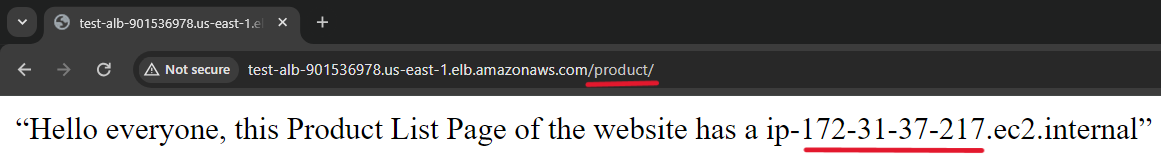 test-alb-901536978.us-east-1.el
Not secure
test-alb-901536978.us-east-1.elb.amazonaws.com/product/
“Hello everyone, this Product List Page of the website has a ip-172-31-37-217.ec2.internal”